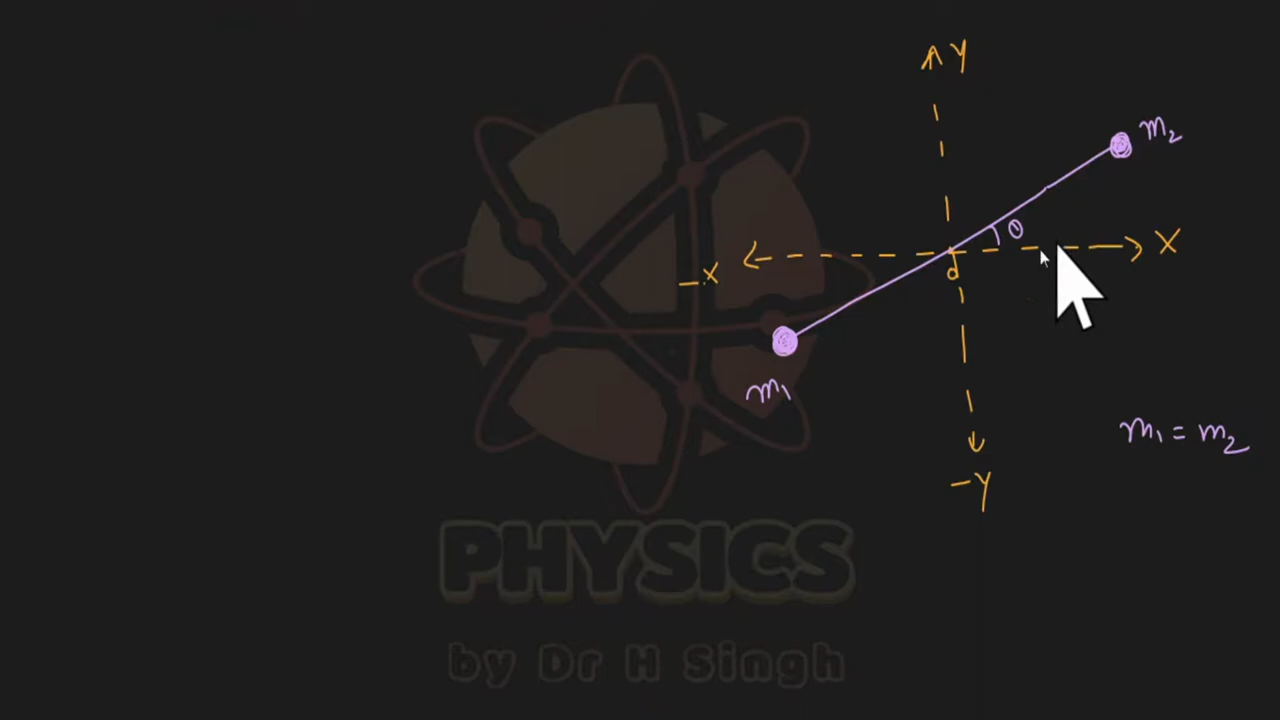 Y
m₂
θ
X
-X
o
m₁
m₁ = m₂
-Y
PHYSICS
by Dr H Singh